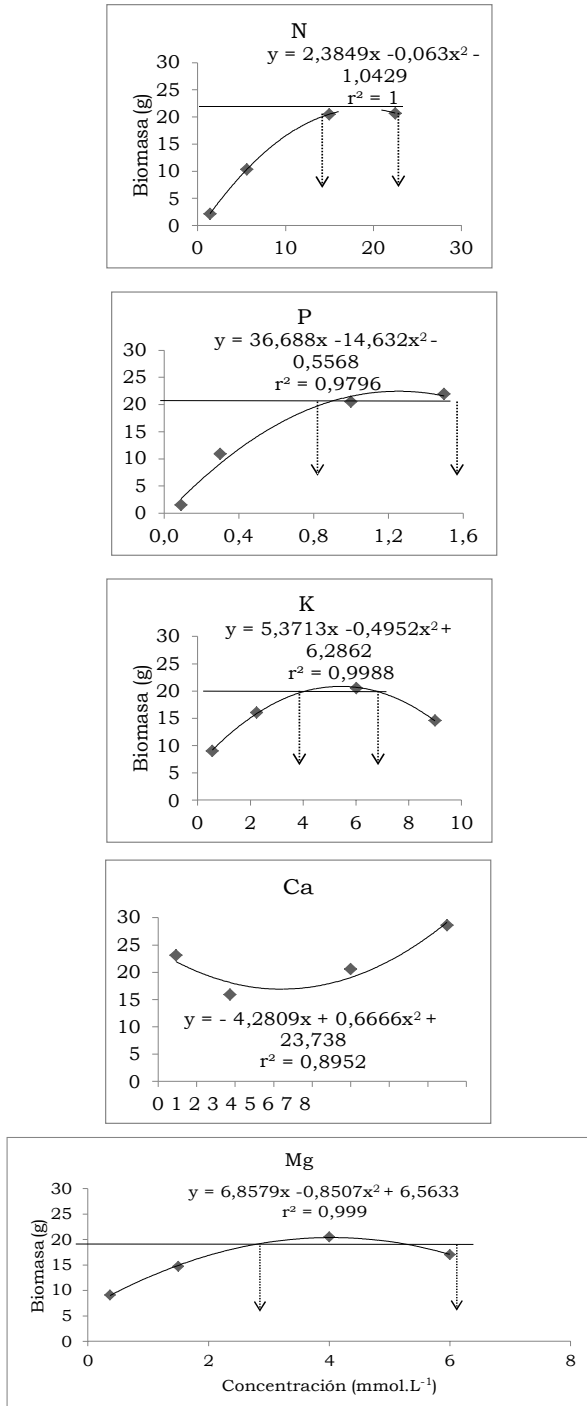 N
y = 2,3849x -0,063x² -
1,0429
r² = 1
Biomasa (g)
30
25
20
15
10
5
0
0 10 20 30
P
y = 36,688x -14,632x² -
0,5568
r² = 0,9796
30
25
20
15
10
5
0
0,0 0,4 0,8 1,2 1,6
K
y = 5,3713x -0,4952x² +
6,2862
r² = 0,9988
Biomasa (g)
30
25
20
15
10
5
0
0 2 4 6 8 10
Ca
30
25
20
15
10
5
0
y = - 4,2809x + 0,6666x² +
23,738
r² = 0,8952
0 1 2 3 4 5 6 7 8
Mg
y = 6,8579x -0,8507x² + 6,5633
r² = 0,999
Biomasa (g)
30
25
20
15
10
5
0
0 2 4 6 8
Concentración (mmol.L⁻¹)